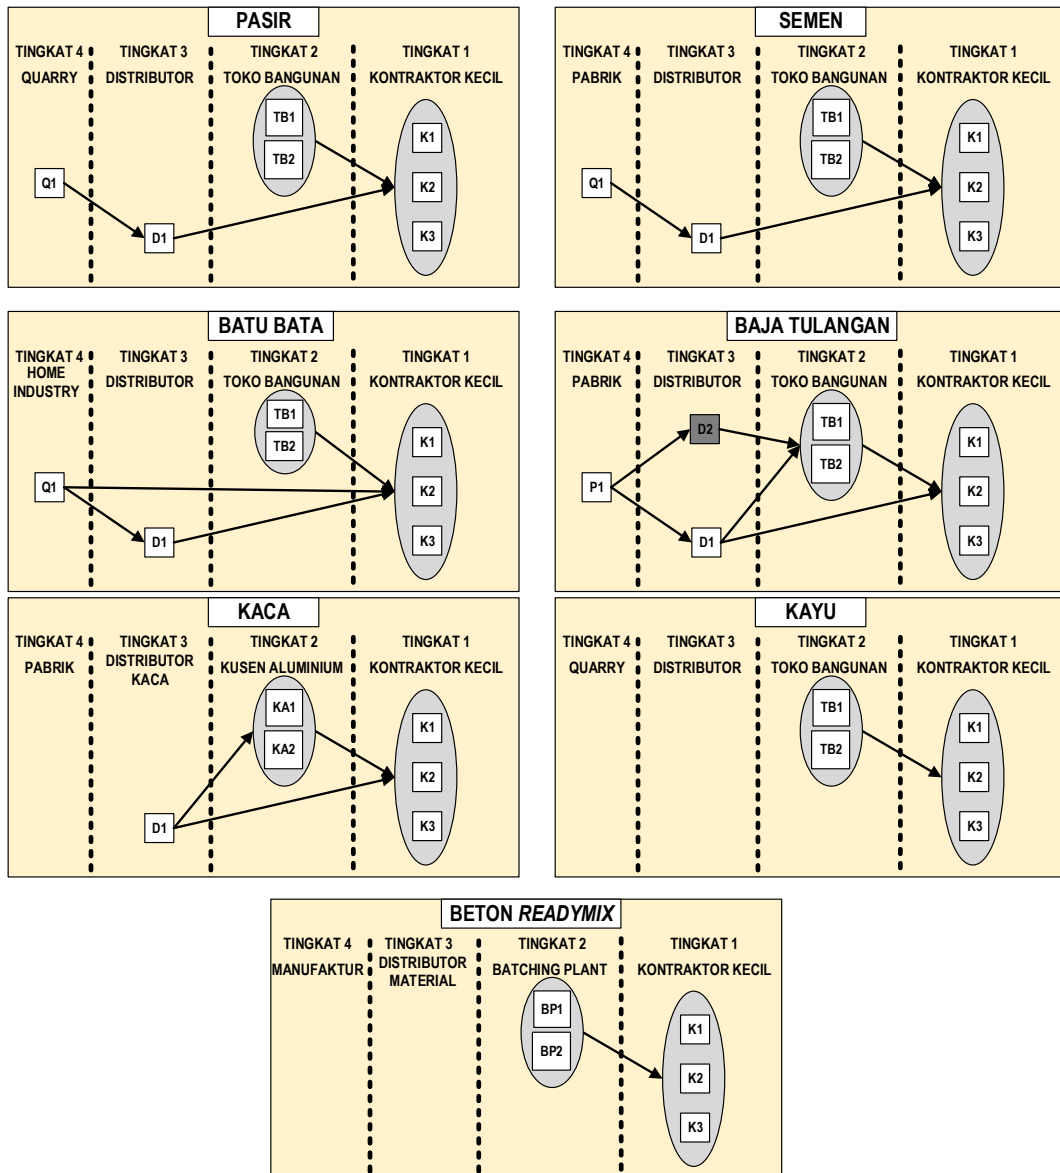 PASIR
TINGKAT 4 TINGKAT 3 TINGKAT 2 TINGKAT 1
QUARRY DISTRIBUTOR TOKO BANGUNAN KONTRAKTOR KECIL
TB1
TB2
K1
Q1
K2
D1
K3
SEMEN
TINGKAT 4 TINGKAT 3 TINGKAT 2 TINGKAT 1
PABRIK DISTRIBUTOR TOKO BANGUNAN KONTRAKTOR KECIL
TB1
TB2
K1
Q1
K2
D1
K3
BATU BATA
TINGKAT 4 TINGKAT 3 TINGKAT 2 TINGKAT 1
HOME
INDUSTRY DISTRIBUTOR TOKO BANGUNAN KONTRAKTOR KECIL
TB1
TB2
K1
Q1
K2
D1
K3
BAJA TULANGAN
TINGKAT 4 TINGKAT 3 TINGKAT 2 TINGKAT 1
PABRIK DISTRIBUTOR TOKO BANGUNAN KONTRAKTOR KECIL
D2
TB1
TB2
K1
P1
K2
D1
K3
KACA
TINGKAT 4 TINGKAT 3 TINGKAT 2 TINGKAT 1
PABRIK DISTRIBUTOR KUSEN ALUMINIUM KONTRAKTOR KECIL
KACA
KA1
KA2
K1
K2
D1
K3
KAYU
TINGKAT 4 TINGKAT 3 TINGKAT 2 TINGKAT 1
QUARRY DISTRIBUTOR TOKO BANGUNAN KONTRAKTOR KECIL
TB1
TB2
K1
K2
K3
BETON READYMIX
TINGKAT 4 TINGKAT 3 TINGKAT 2 TINGKAT 1
MANUFAKTUR DISTRIBUTOR BATCHING PLANT KONTRAKTOR KECIL
MATERIAL
BP1
BP2
K1
K2
K3